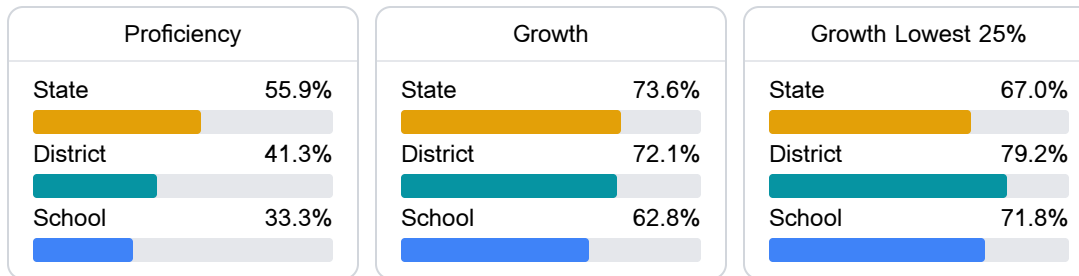 Proficiency
State 55.9%
District 41.3%
School 33.3%
Growth
State 73.6%
District 72.1%
School 62.8%
Growth Lowest 25%
State 67.0%
District 79.2%
School 71.8%